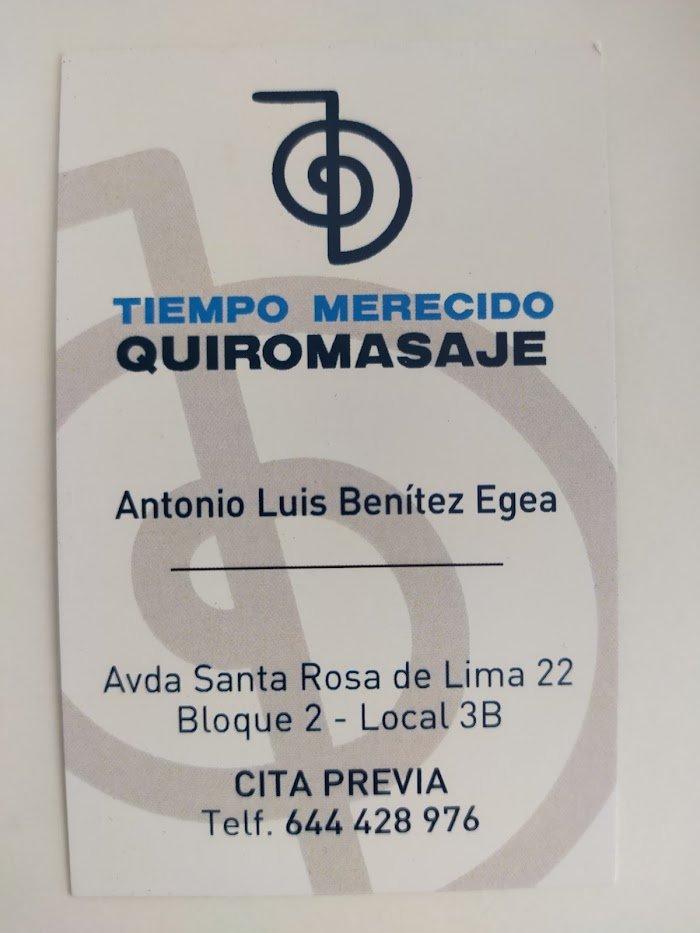 TIEMPO MERECIDO
QUIROMASAJE
Antonio Luis Benítez Egea
Avda Santa Rosa de Lima 22
Bloque 2 - Local 3B
CITA PREVIA
Telf. 644 428 976